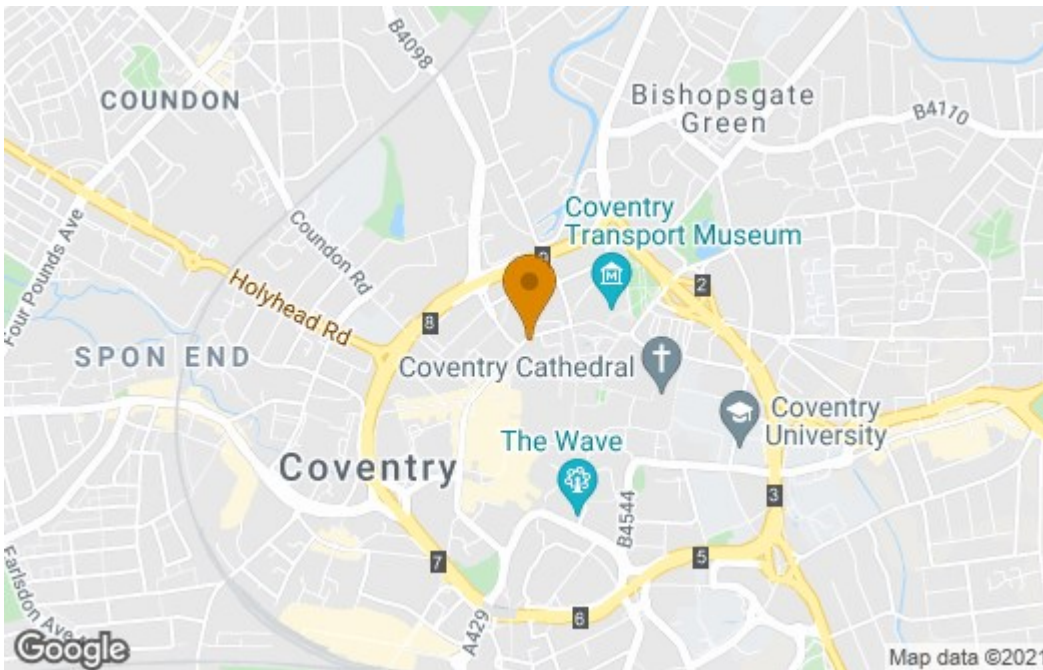 B4098
COUNDON
Bishopsgate
Green
B4110
Four Pounds Ave
Coundon Rd
Coventry
Transport Museum
M
9
2
Holyhead Rd
8
SPON END
Coventry Cathedral
Coventry
University
The Wave
Coventry
B4544
3
7
5
6
A429
Earlsdon Ave
Google
Map data ©2021